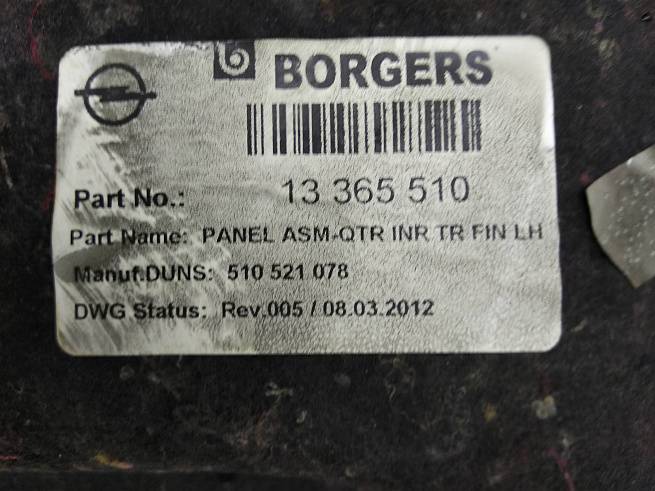 BORGERS
Part No.: 13 365 510
Part Name: PANEL ASM-QTR INR TR FIN LH
Manuf.DUNS: 510 521 078
DWG Status: Rev.005 / 08.03.2012